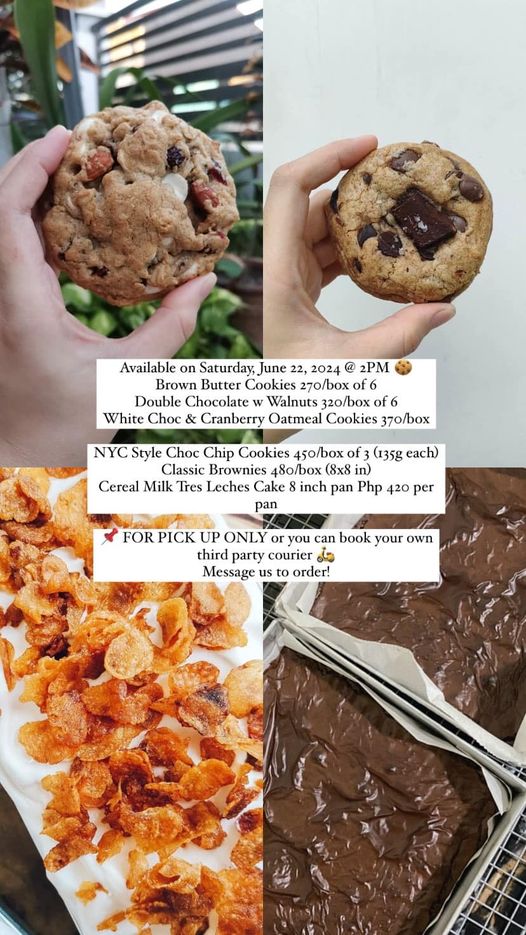 Available on Saturday, June 22, 2024 @ 2PM 🍪
Brown Butter Cookies 270/box of 6
Double Chocolate w Walnuts 320/box of 6
White Choc & Cranberry Oatmeal Cookies 370/box
NYC Style Choc Chip Cookies 450/box of 3 (135g each)
Classic Brownies 480/box (8x8 in)
Cereal Milk Tres Leches Cake 8 inch pan Php 420 per
pan
📌 FOR PICK UP ONLY or you can book your own
third party courier 🛵
Message us to order!